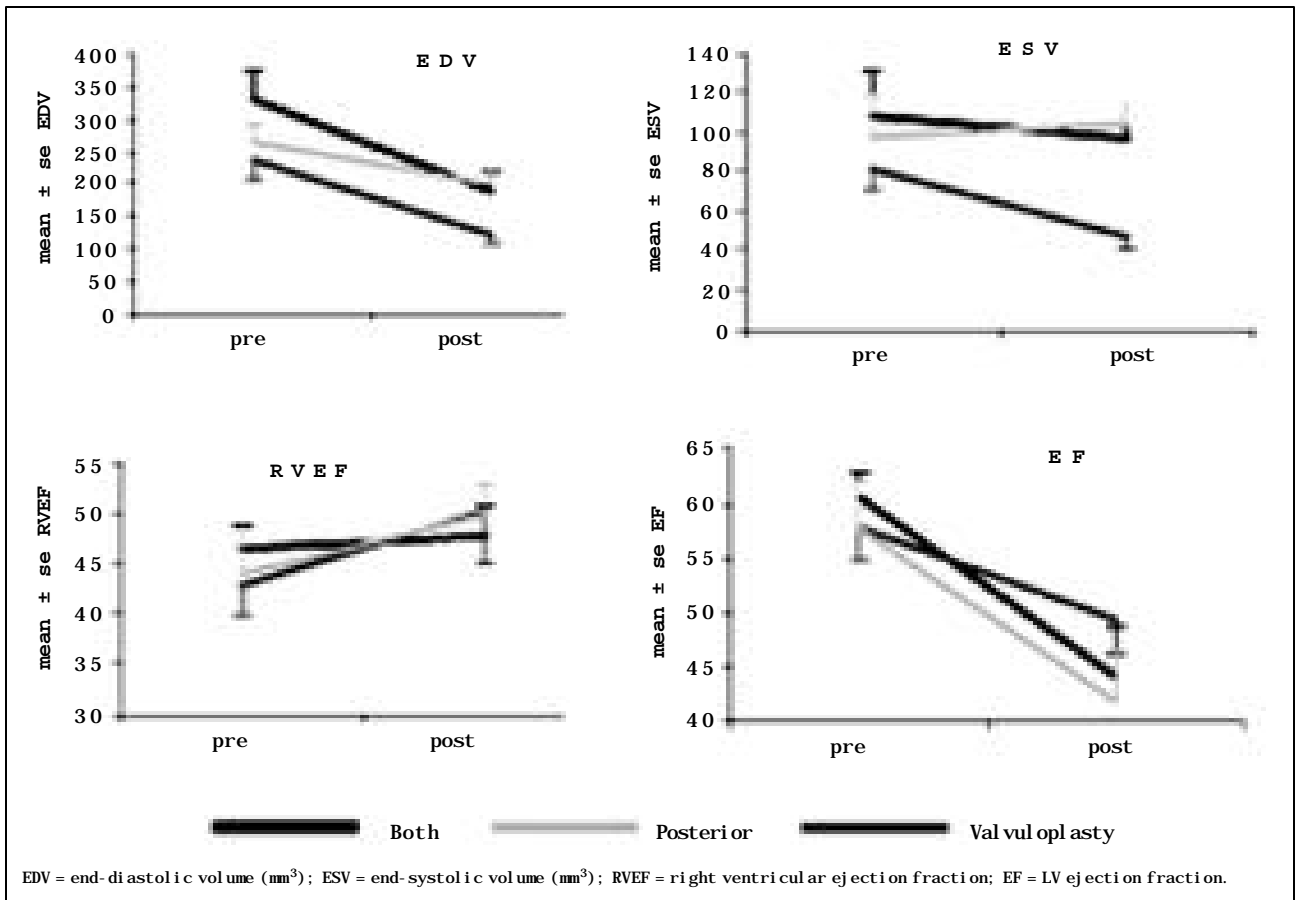 EDV
mean ± se EDV
400
350
300
250
200
150
100
50
0
pre post
ESV
mean ± se ESV
140
120
100
80
60
40
20
0
pre post
RVEF
mean ± se RVEF
55
50
45
40
35
30
pre post
EF
mean ± se EF
65
60
55
50
45
40
pre post
Both Posterior Valvuloplasty
EDV = end-diastolic volume (mm³); ESV = end-systolic volume (mm³); RVEF = right ventricular ejection fraction; EF = LV ejection fraction.